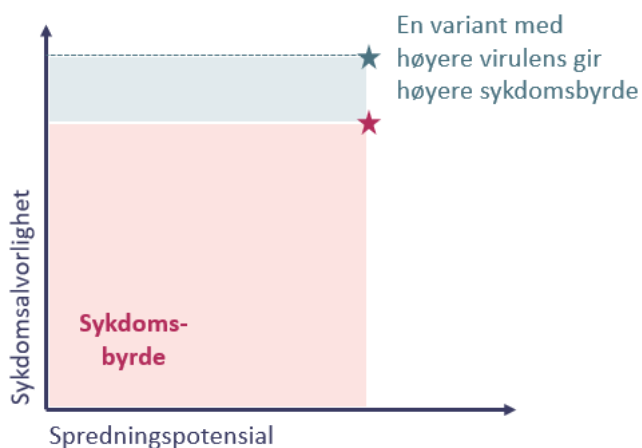 En variant med
høyere virulens gir
høyere sykdomsbyrde
Sykdomsalvorlighet
Sykdoms-
byrde
Spredningspotensial